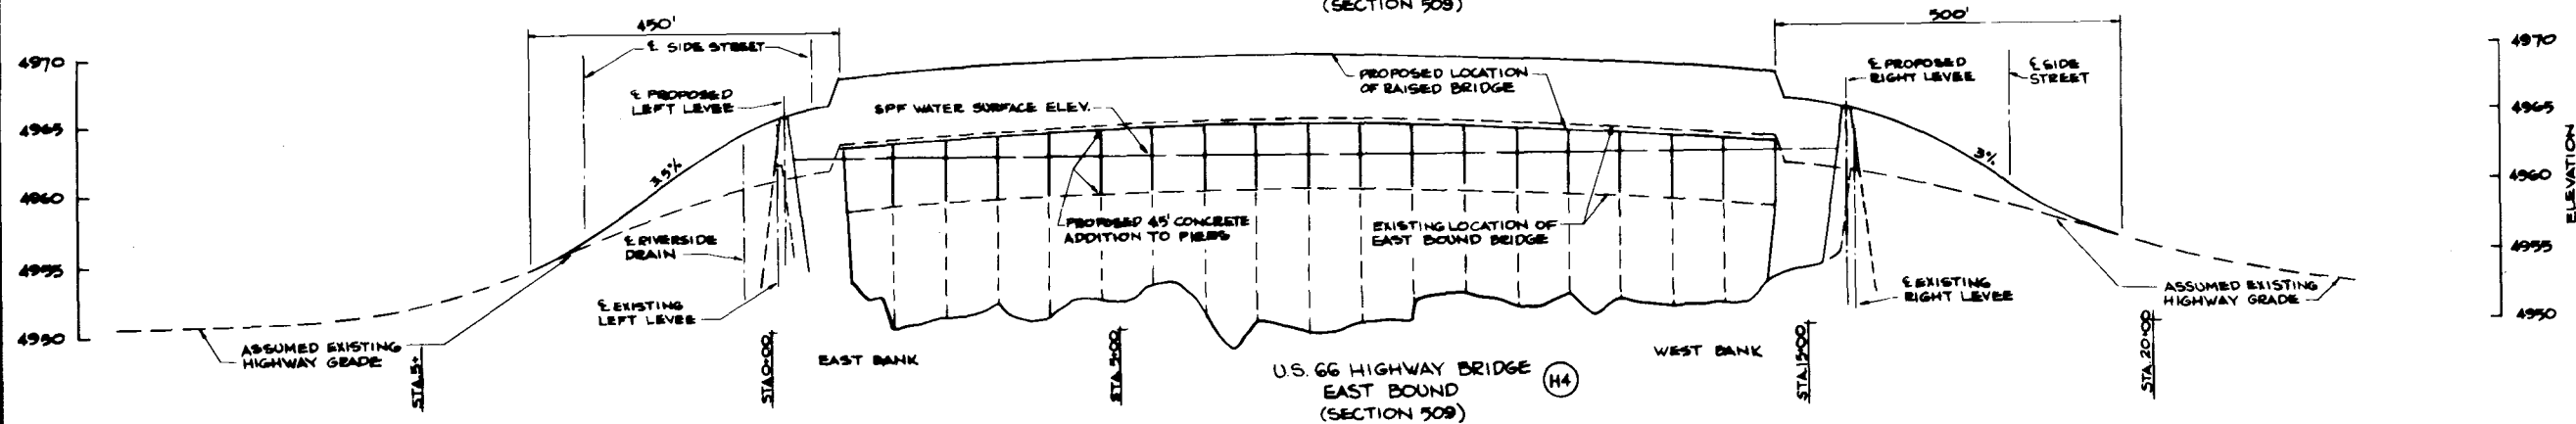 (SECTION 509)
450'
500'
℄ SIDE STREET
4970
4965
4960
4955
4950
℄ PROPOSED
LEFT LEVEE
SPF WATER SURFACE ELEV.
PROPOSED LOCATION
OF RAISED BRIDGE
℄ PROPOSED
RIGHT LEVEE
℄ SIDE
STREET
4970
4965
4960
4955
4950
ELEVATION
3.5%
3%
℄ RIVERSIDE
DRAIN
PROPOSED 4.5' CONCRETE
ADDITION TO PIERS
EXISTING LOCATION OF
EAST BOUND BRIDGE
℄ EXISTING
LEFT LEVEE
℄ EXISTING
RIGHT LEVEE
ASSUMED EXISTING
HIGHWAY GRADE
ASSUMED EXISTING
HIGHWAY GRADE
STA.5+
STA.0+00
EAST BANK
STA.5+00
WEST BANK
STA.15+00
STA.20+00
U.S. 66 HIGHWAY BRIDGE
EAST BOUND
(SECTION 509)
H4